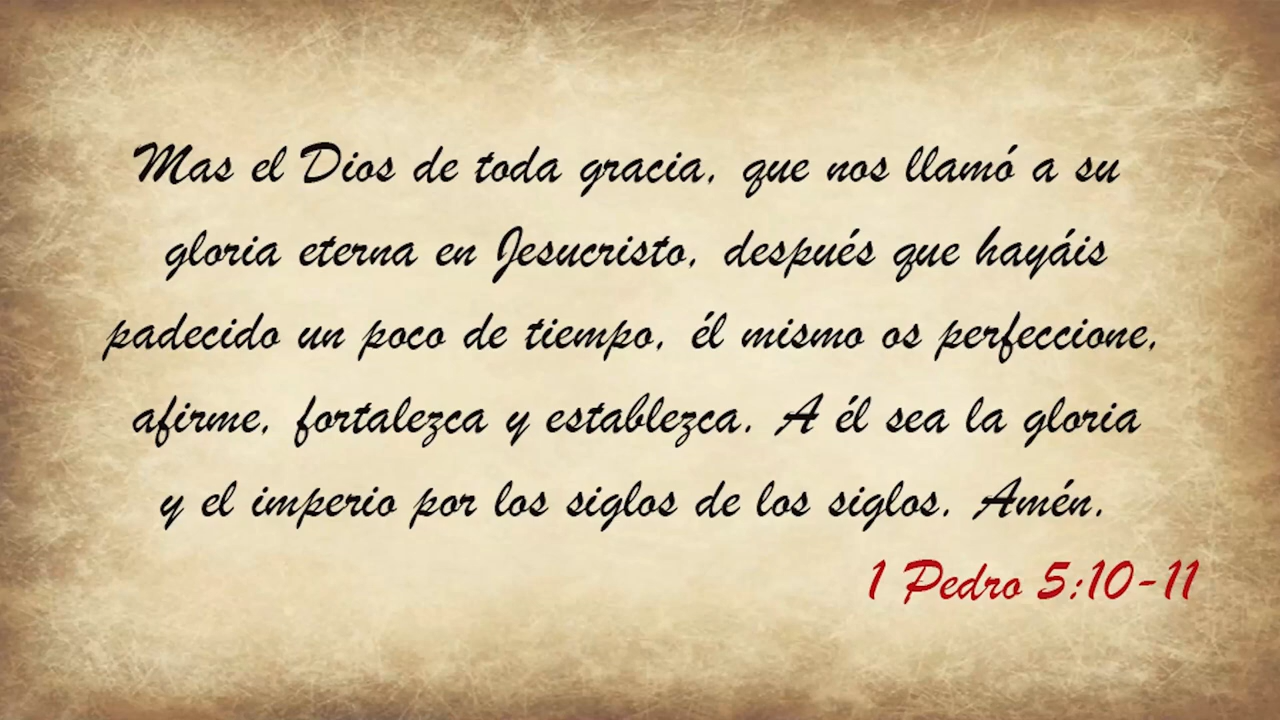 Mas el Dios de toda gracia, que nos llamó a su
gloria eterna en Jesucristo, después que hayáis
padecido un poco de tiempo, él mismo os perfeccione,
afirme, fortalezca y establezca. A él sea la gloria
y el imperio por los siglos de los siglos. Amén.
1 Pedro 5:10-11